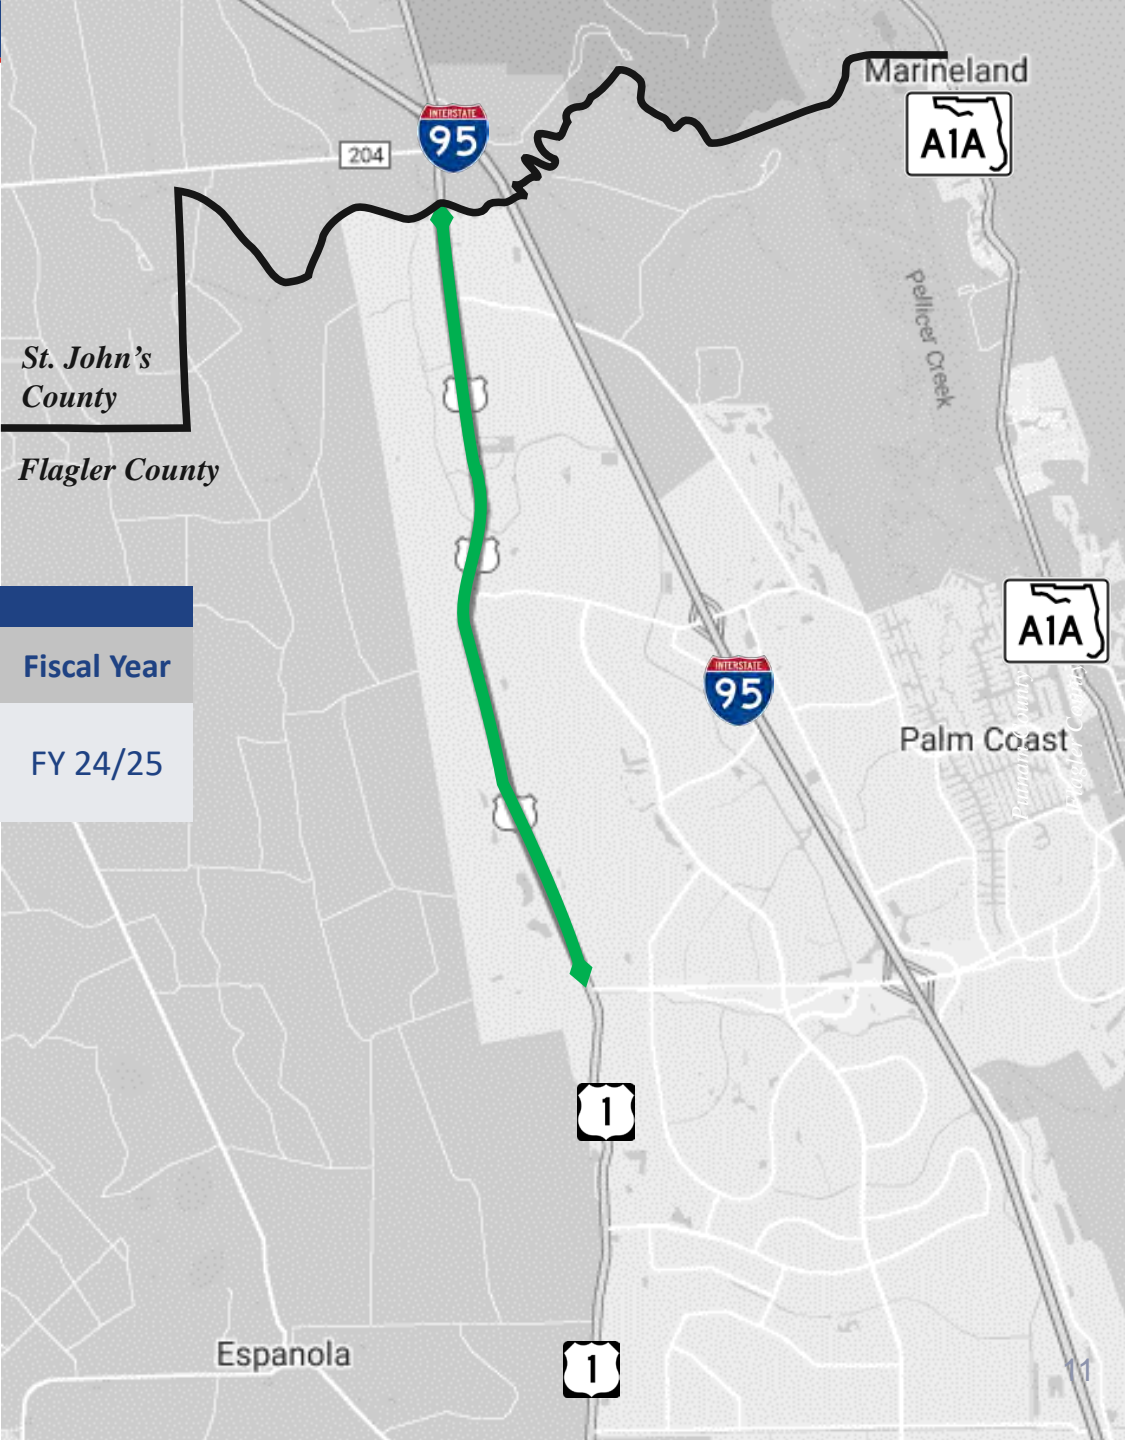 Marineland
INTERSTATE
95
A1A
204
Pellicer Creek
St. John’s
County
Flagler County
A1A
Fiscal Year
INTERSTATE
95
Palm Coast
FY 24/25
1
Espanola
1
11